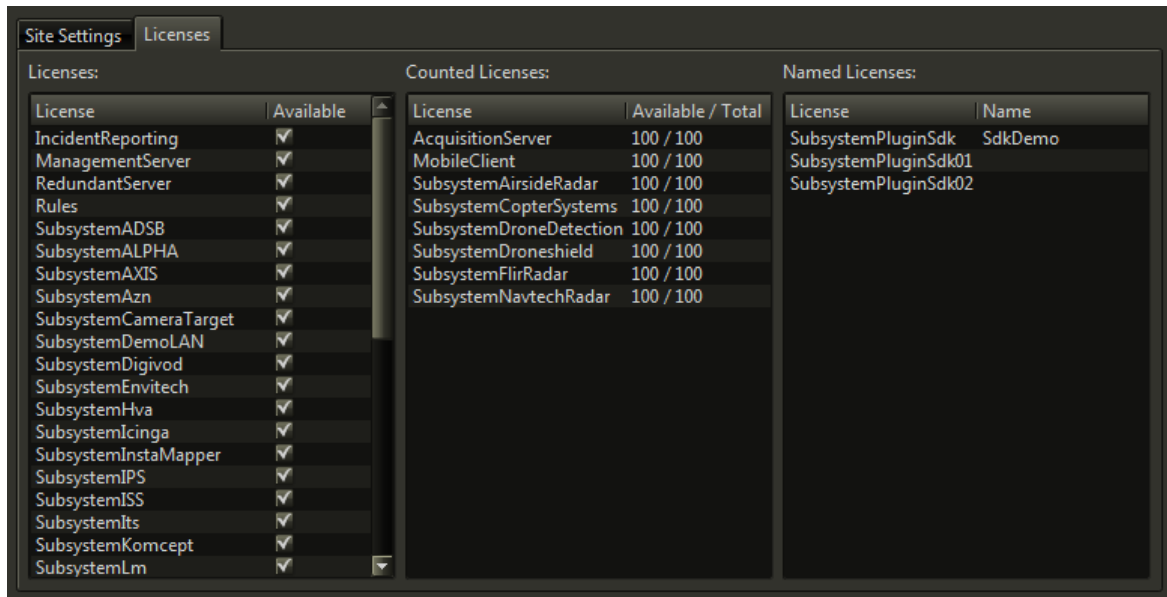 Site Settings Licenses
Licenses:
License Available
IncidentReporting
ManagementServer
RedundantServer
Rules
SubsystemADSB
SubsystemALPHA
SubsystemAXIS
SubsystemAzn
SubsystemCameraTarget
SubsystemDemoLAN
SubsystemDigivod
SubsystemEnvitech
SubsystemHva
SubsystemIcinga
SubsystemInstaMapper
SubsystemIPS
SubsystemISS
SubsystemIts
SubsystemKomcept
SubsystemLm
Counted Licenses:
License Available / Total
AcquisitionServer 100 / 100
MobileClient 100 / 100
SubsystemAirsideRadar 100 / 100
SubsystemCopterSystems 100 / 100
SubsystemDroneDetection 100 / 100
SubsystemDroneshield 100 / 100
SubsystemFlirRadar 100 / 100
SubsystemNavtechRadar 100 / 100
Named Licenses:
License Name
SubsystemPluginSdk SdkDemo
SubsystemPluginSdk01
SubsystemPluginSdk02